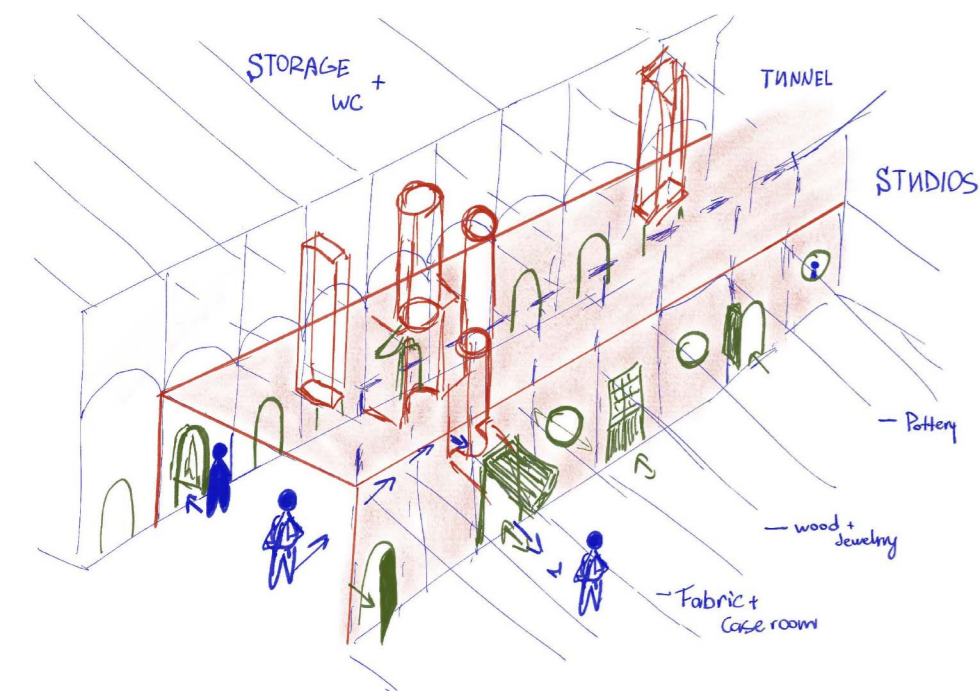 STORAGE +
WC
TUNNEL
STUDIOS
– Pottery
– wood +
Jewelry
– Fabric +
Case room